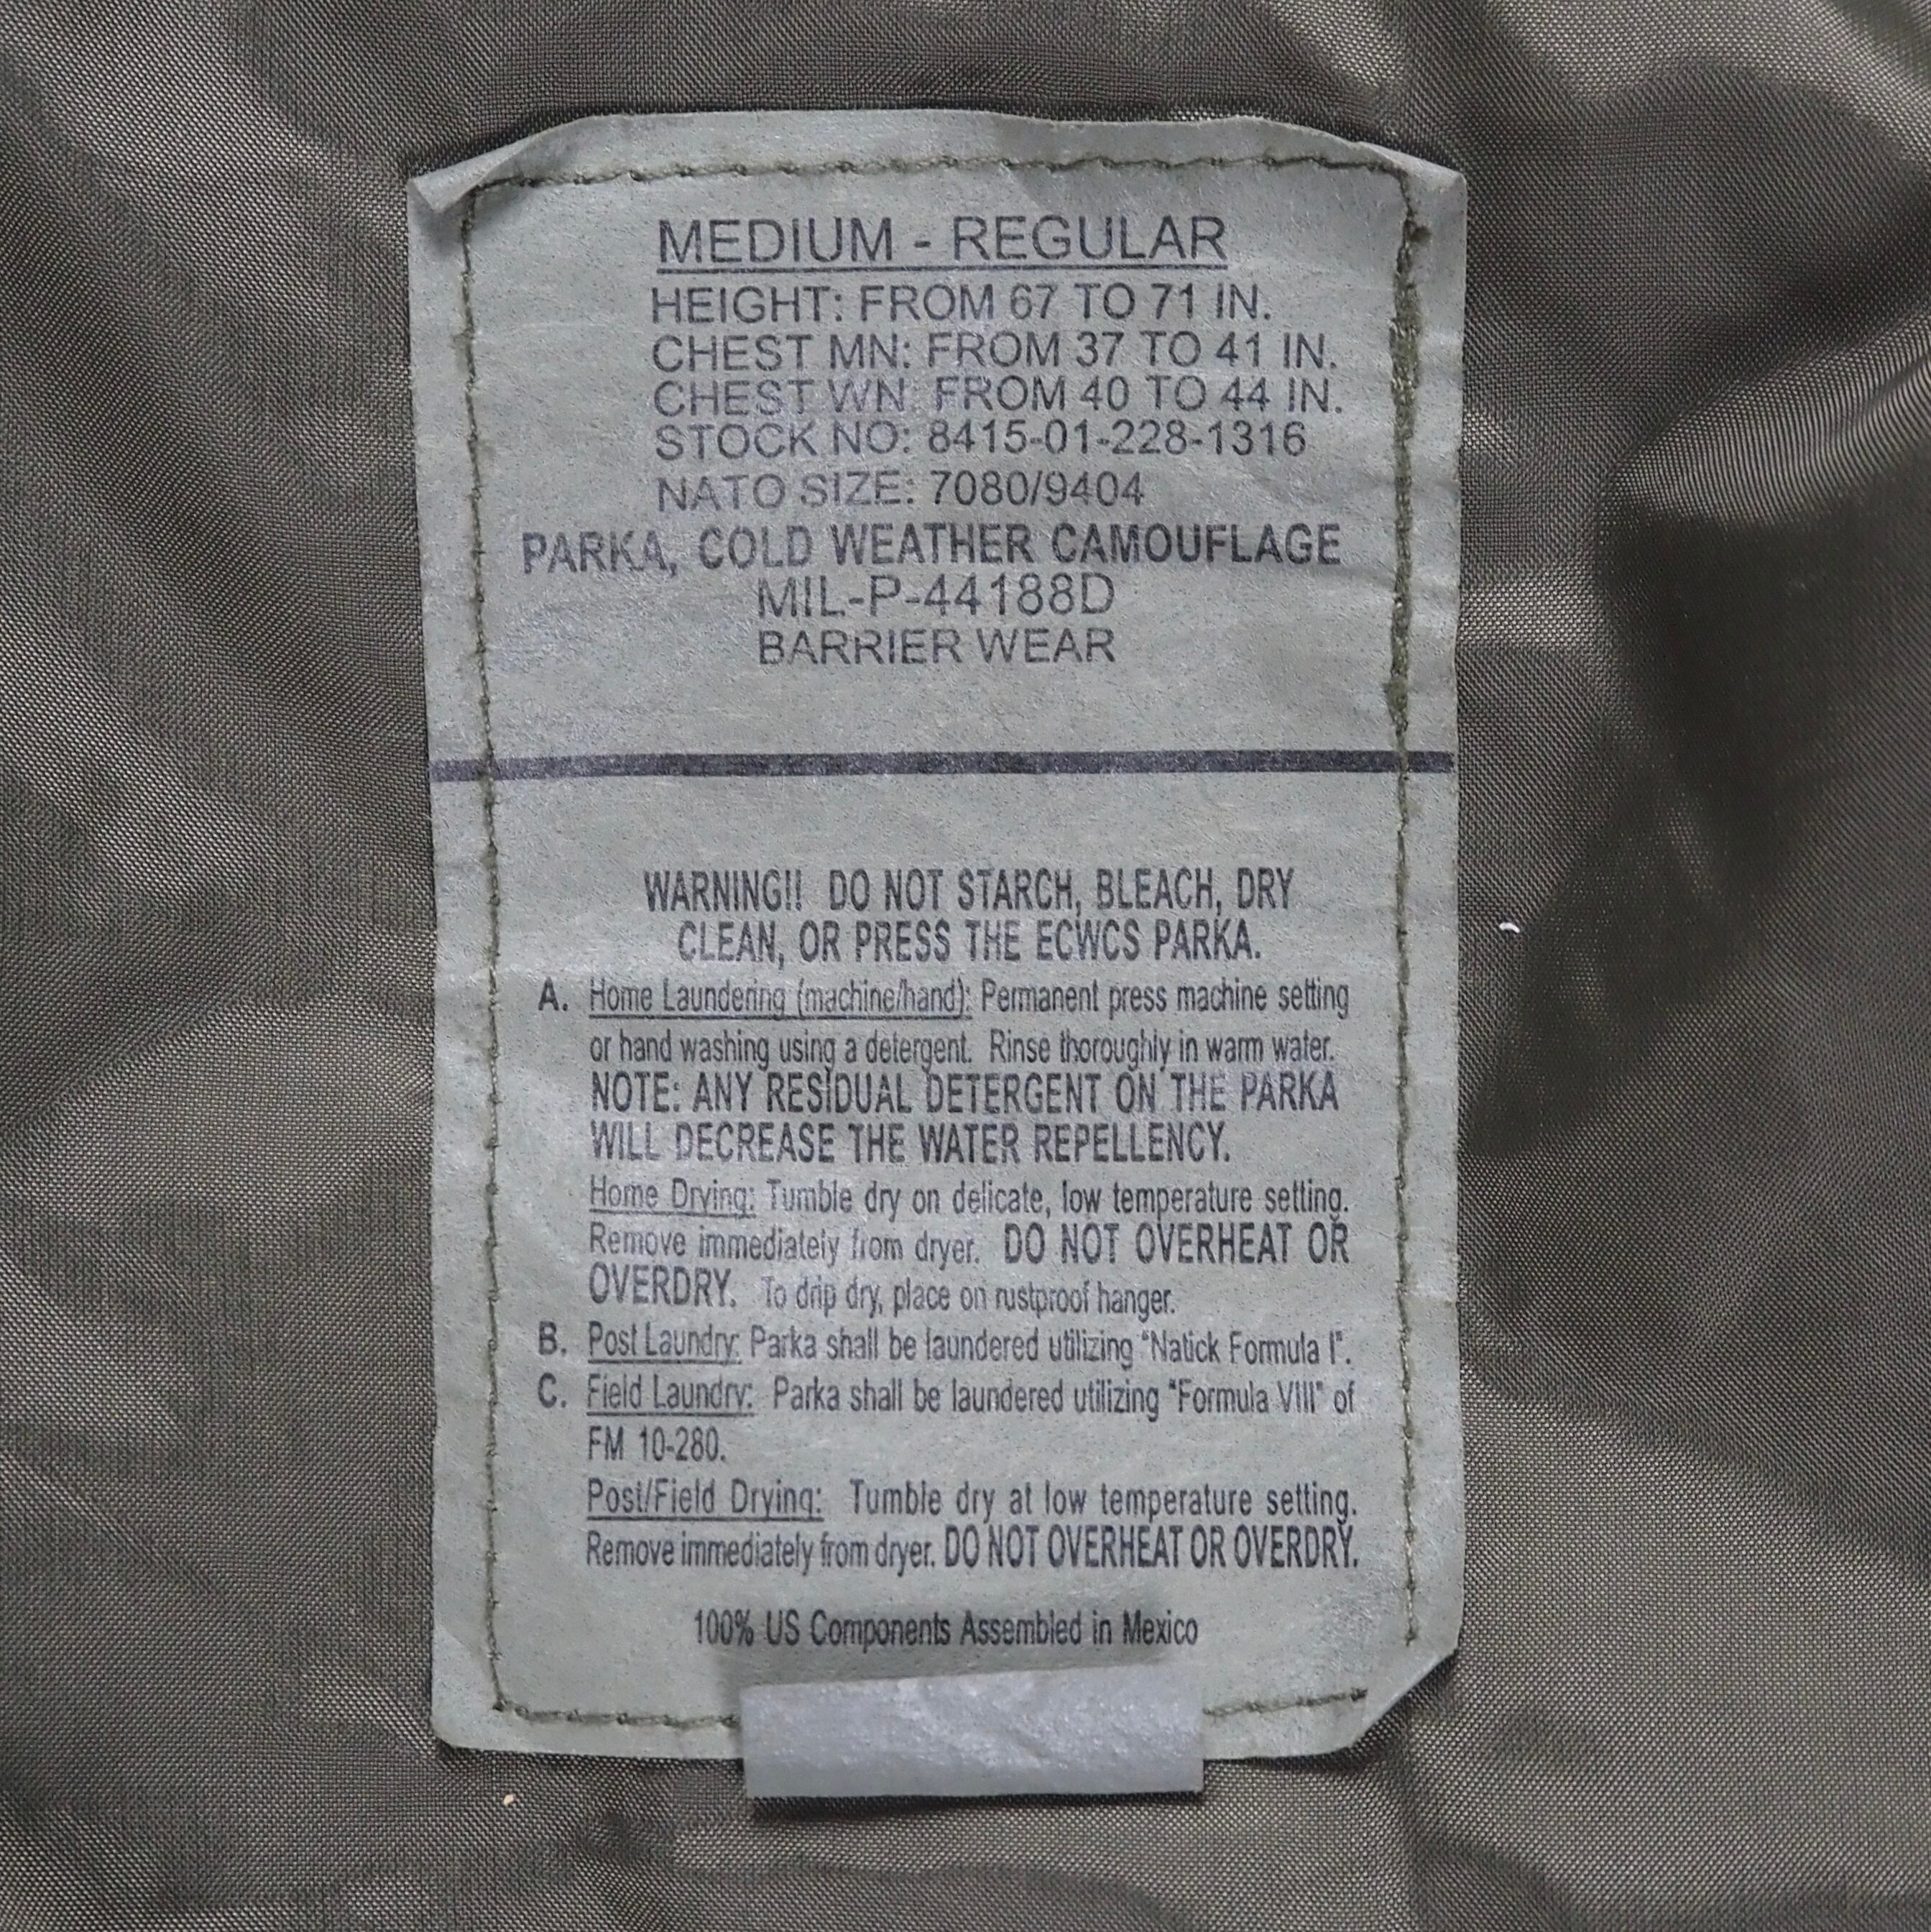 MEDIUM - REGULAR
HEIGHT: FROM 67 TO 71 IN.
CHEST MN: FROM 37 TO 41 IN.
CHEST WN: FROM 40 TO 44 IN.
STOCK NO: 8415-01-228-1316
NATO SIZE: 7080/9404
PARKA, COLD WEATHER CAMOUFLAGE
MIL-P-44188D
BARRIER WEAR
WARNING!! DO NOT STARCH, BLEACH, DRY
CLEAN, OR PRESS THE ECWCS PARKA.
A. Home Laundering (machine/hand): Permanent press machine setting
or hand washing using a detergent. Rinse thoroughly in warm water.
NOTE: ANY RESIDUAL DETERGENT ON THE PARKA
WILL DECREASE THE WATER REPELLENCY.
Home Drying: Tumble dry on delicate, low temperature setting.
Remove immediately from dryer. DO NOT OVERHEAT OR
OVERDRY. To drip dry, place on rustproof hanger.
B. Post Laundry: Parka shall be laundered utilizing "Natick Formula I".
C. Field Laundry: Parka shall be laundered utilizing "Formula VIII" of
FM 10-280.
Post/Field Drying: Tumble dry at low temperature setting.
Remove immediately from dryer. DO NOT OVERHEAT OR OVERDRY.
100% US Components Assembled in Mexico